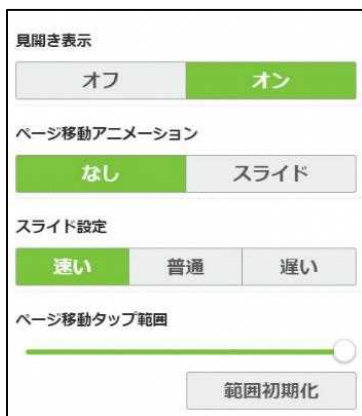 見開き表示
オフ オン
ページ移動アニメーション
なし スライド
スライド設定
速い 普通 遅い
ページ移動タップ範囲
範囲初期化